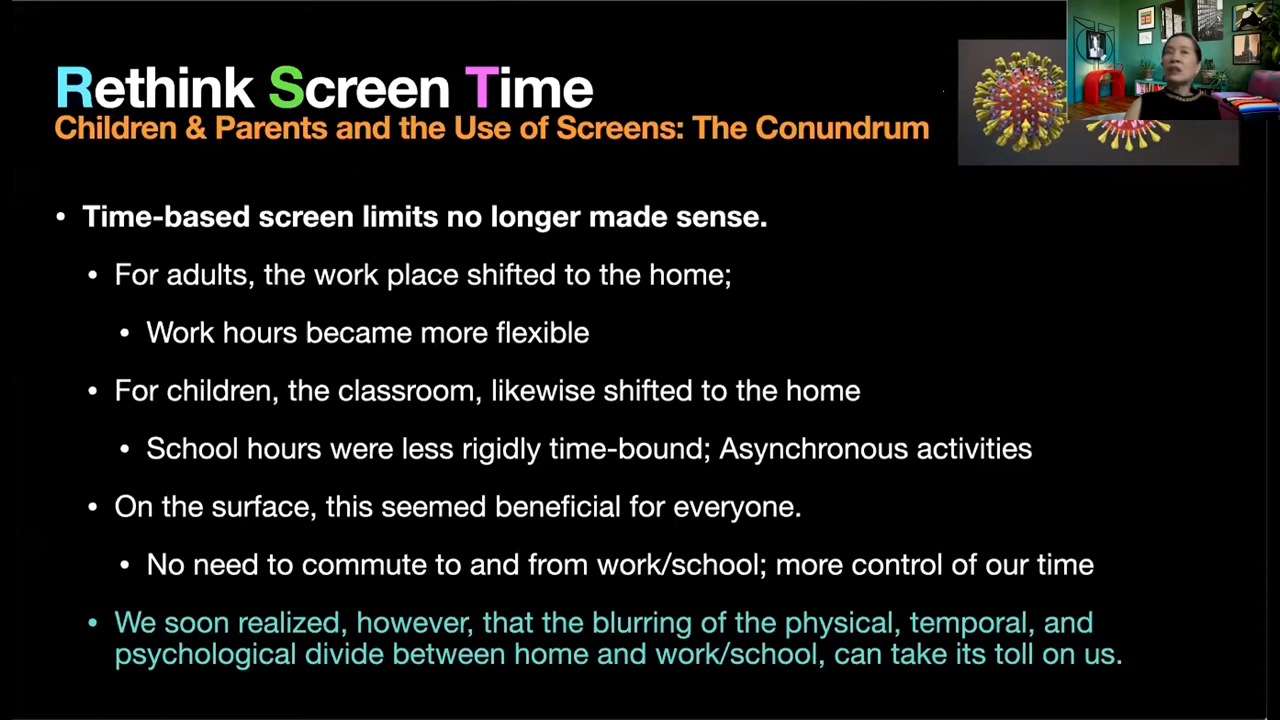 Rethink Screen Time
Children & Parents and the Use of Screens: The Conundrum
• Time-based screen limits no longer made sense.
• For adults, the work place shifted to the home;
• Work hours became more flexible
• For children, the classroom, likewise shifted to the home
• School hours were less rigidly time-bound; Asynchronous activities
• On the surface, this seemed beneficial for everyone.
• No need to commute to and from work/school; more control of our time
• We soon realized, however, that the blurring of the physical, temporal, and
psychological divide between home and work/school, can take its toll on us.